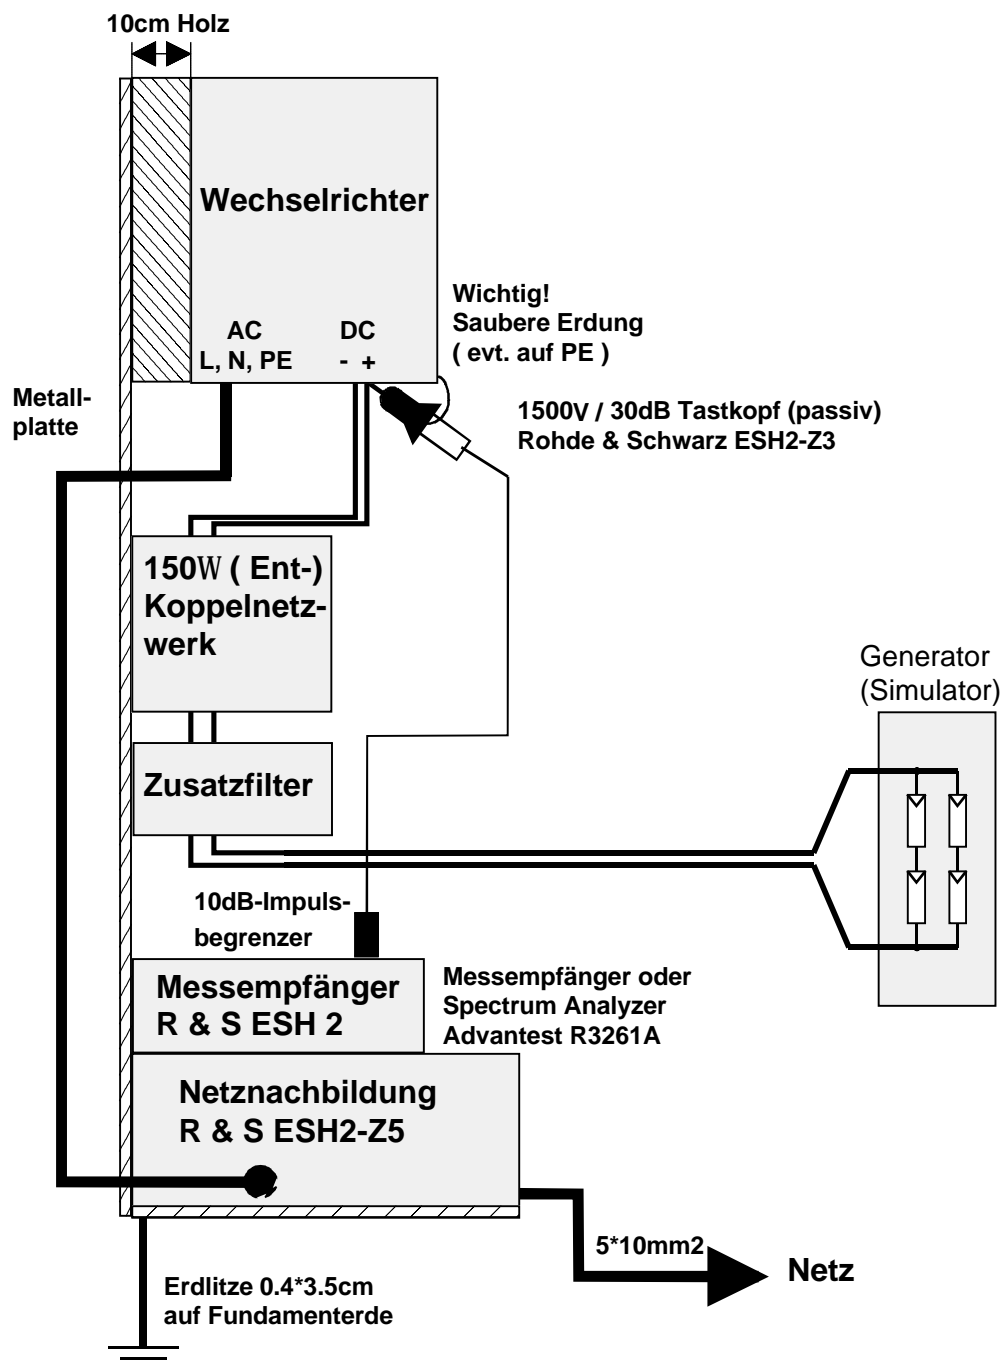 10cm Holz
Wechselrichter
AC
L, N, PE
DC
- +
Wichtig!
Saubere Erdung
( evt. auf PE )
Metall-
platte
1500V / 30dB Tastkopf (passiv)
Rohde & Schwarz ESH2-Z3
150W ( Ent-)
Koppelnetz-
werk
Generator
(Simulator)
Zusatzfilter
10dB-Impuls-
begrenzer
Messempfänger
R & S ESH 2
Messempfänger oder
Spectrum Analyzer
Advantest R3261A
Netznachbildung
R & S ESH2-Z5
5*10mm2
Netz
Erdlitze 0.4*3.5cm
auf Fundamenterde